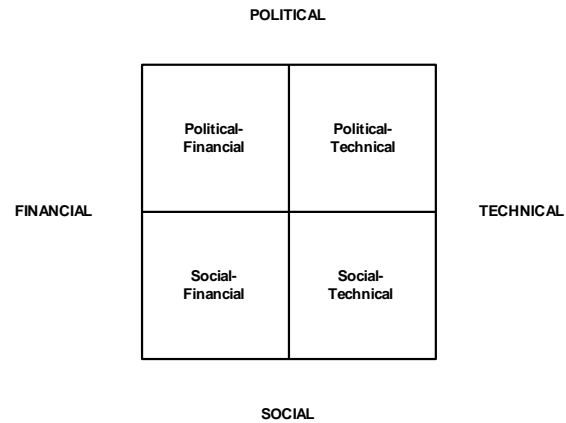 POLITICAL
Political-
Financial
Political-
Technical
FINANCIAL
TECHNICAL
Social-
Financial
Social-
Technical
SOCIAL